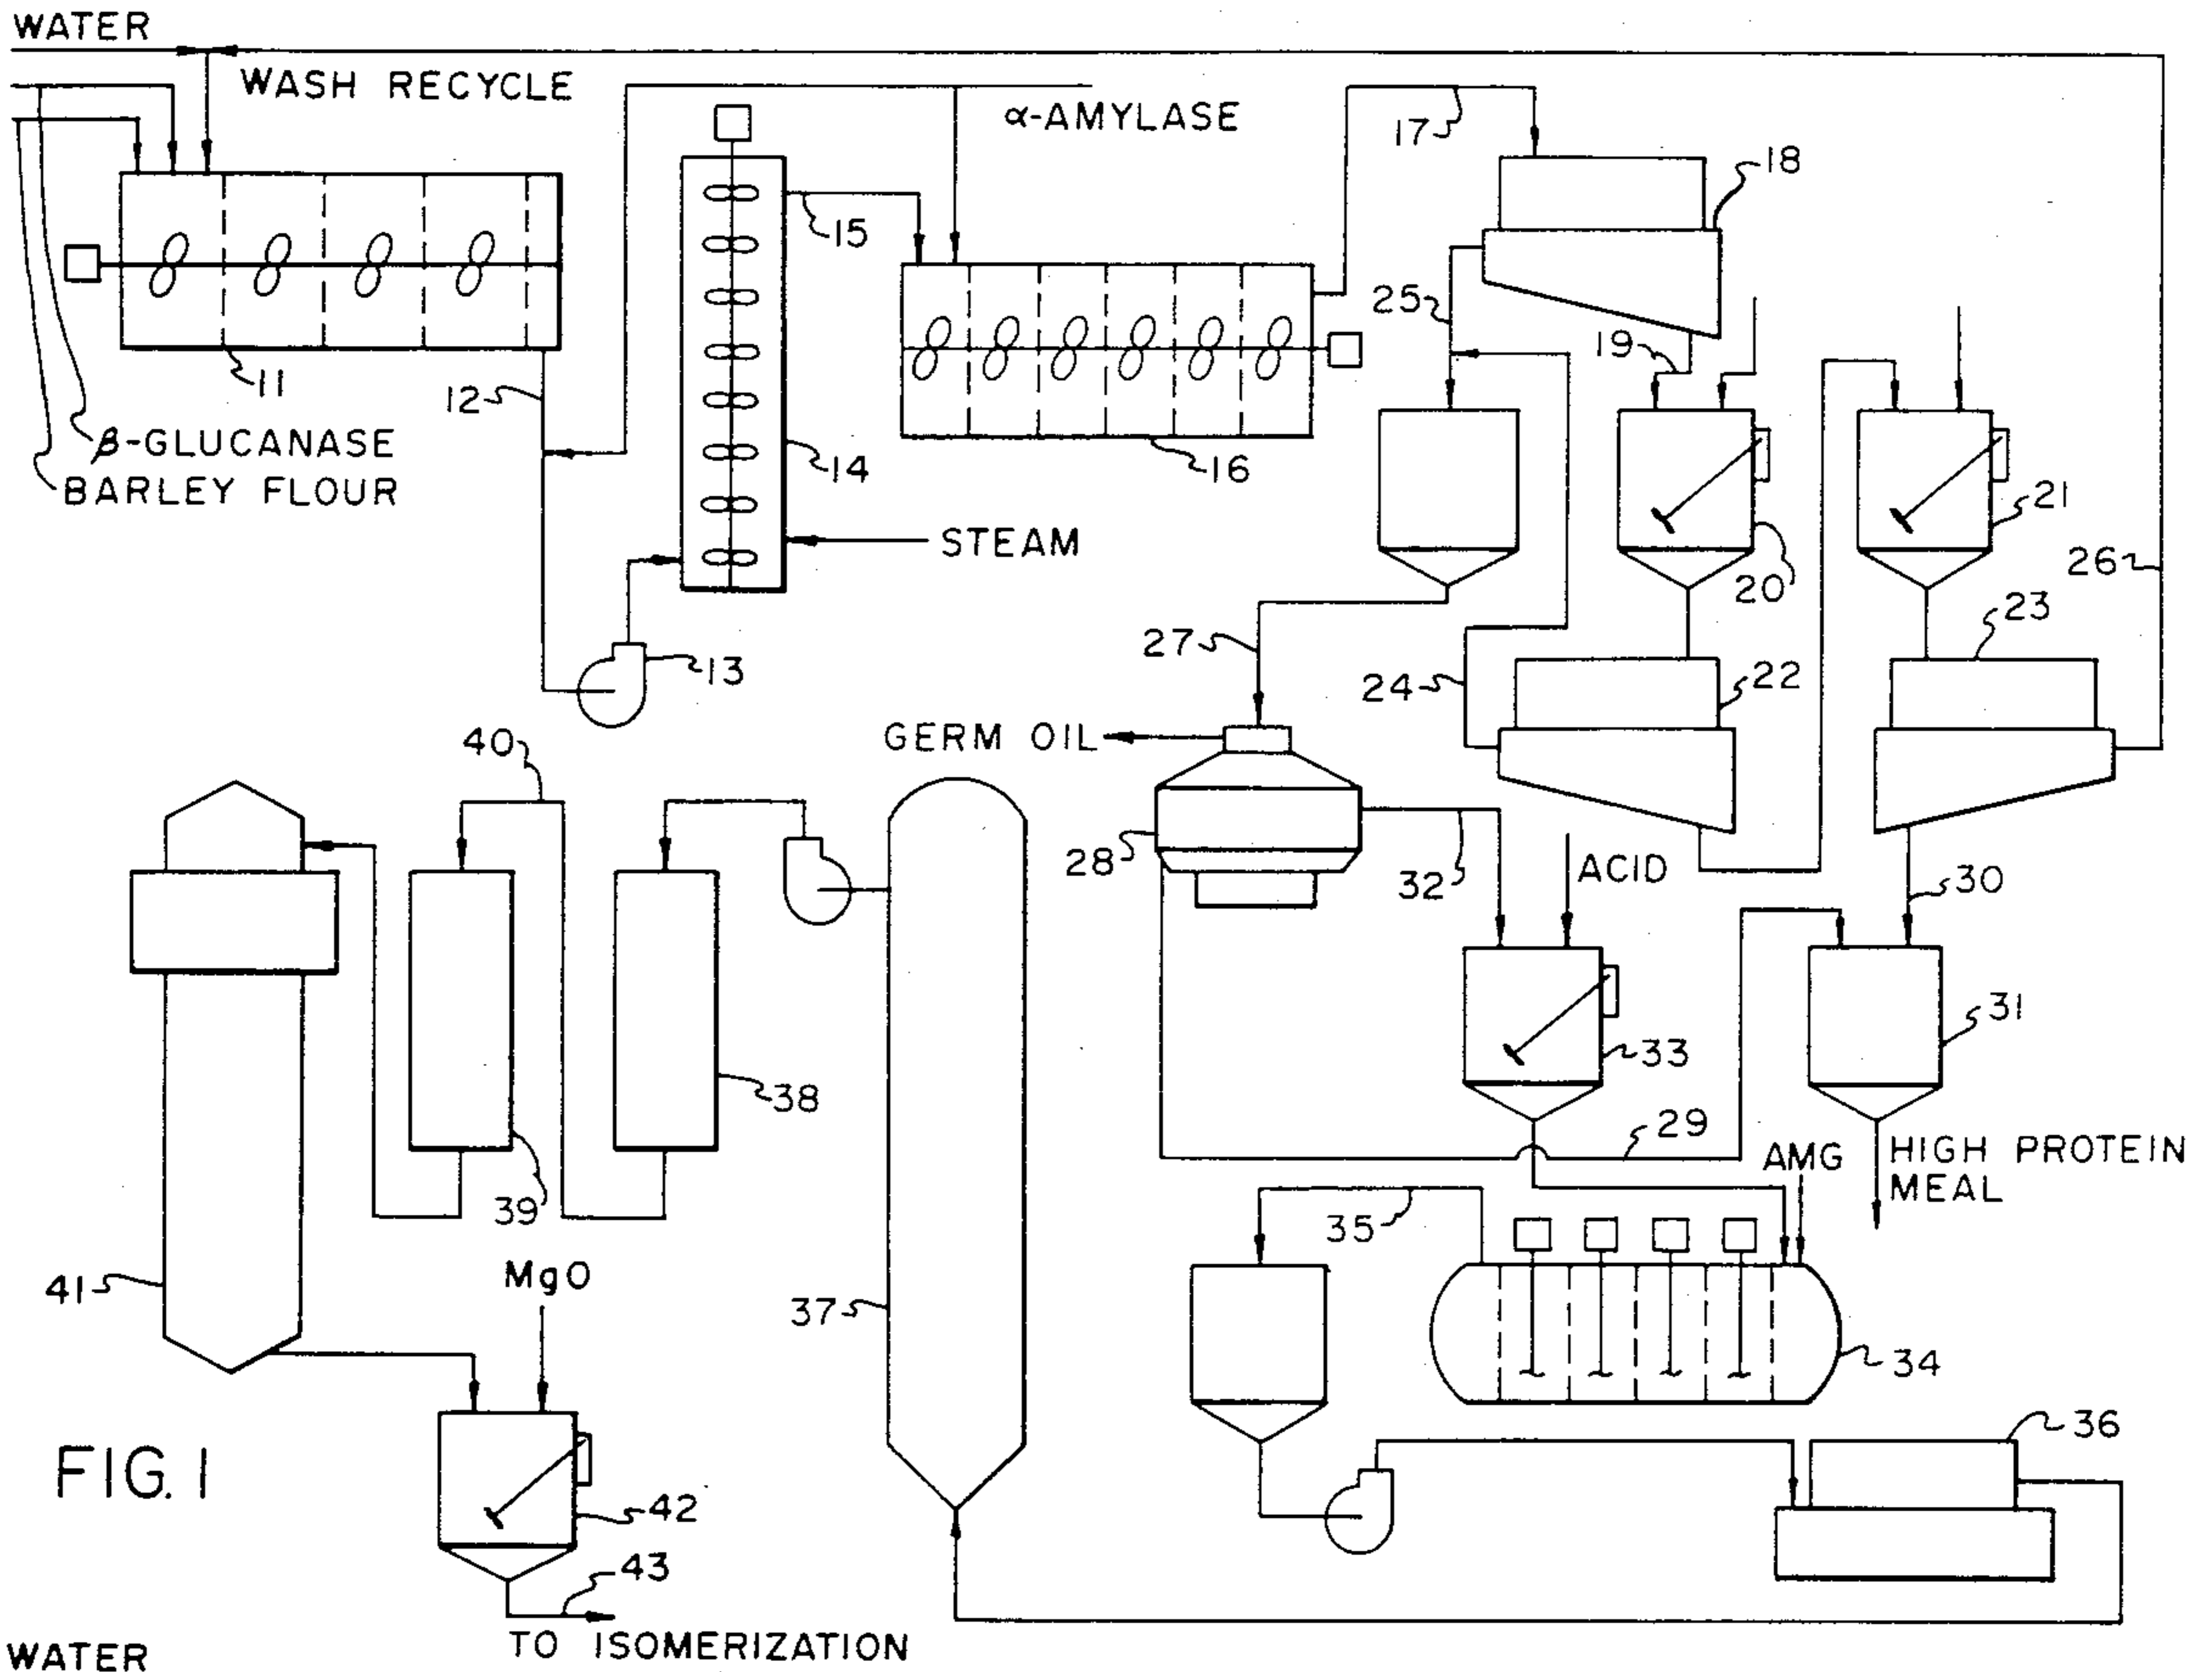 WATER
WASH RECYCLE
α-AMYLASE
17
18
15
25
19
11
12
β-GLUCANASE
BARLEY FLOUR
14
16
21
STEAM
20
26
23
27
13
24
22
40
GERM OIL
28
32
ACID
30
31
33
38
29
39
35
AMG
HIGH PROTEIN
MEAL
41
MgO
37
34
36
FIG. 1
42
43
TO ISOMERIZATION
WATER